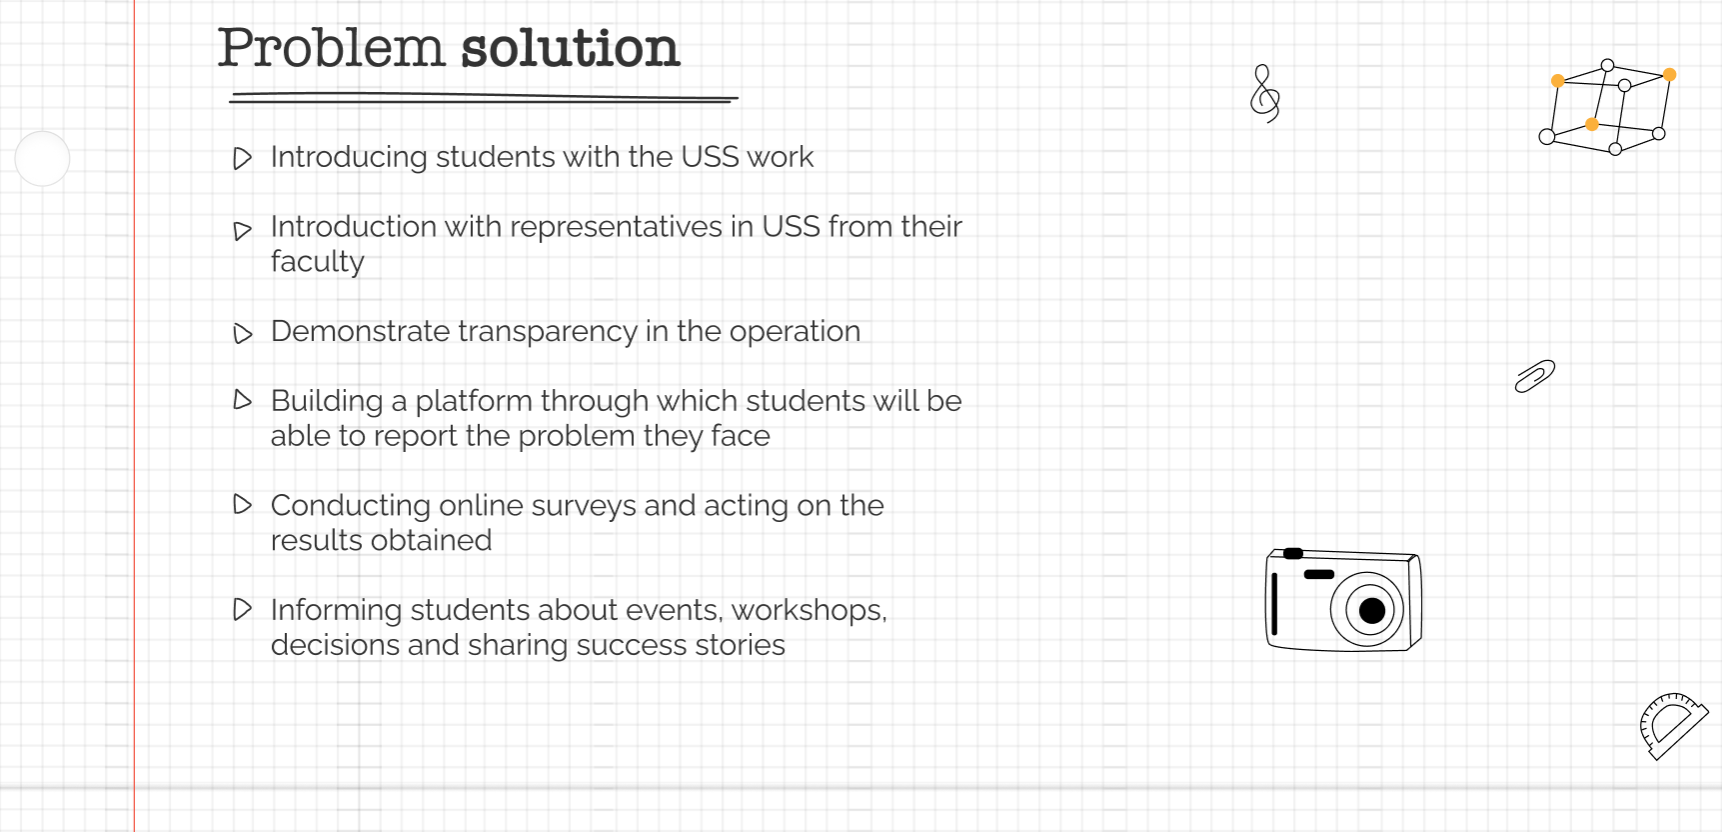 Problem solution
Introducing students with the USS work
Introduction with representatives in USS from their
faculty
Demonstrate transparency in the operation
Building a platform through which students will be
able to report the problem they face
Conducting online surveys and acting on the
results obtained
Informing students about events, workshops,
decisions and sharing success stories